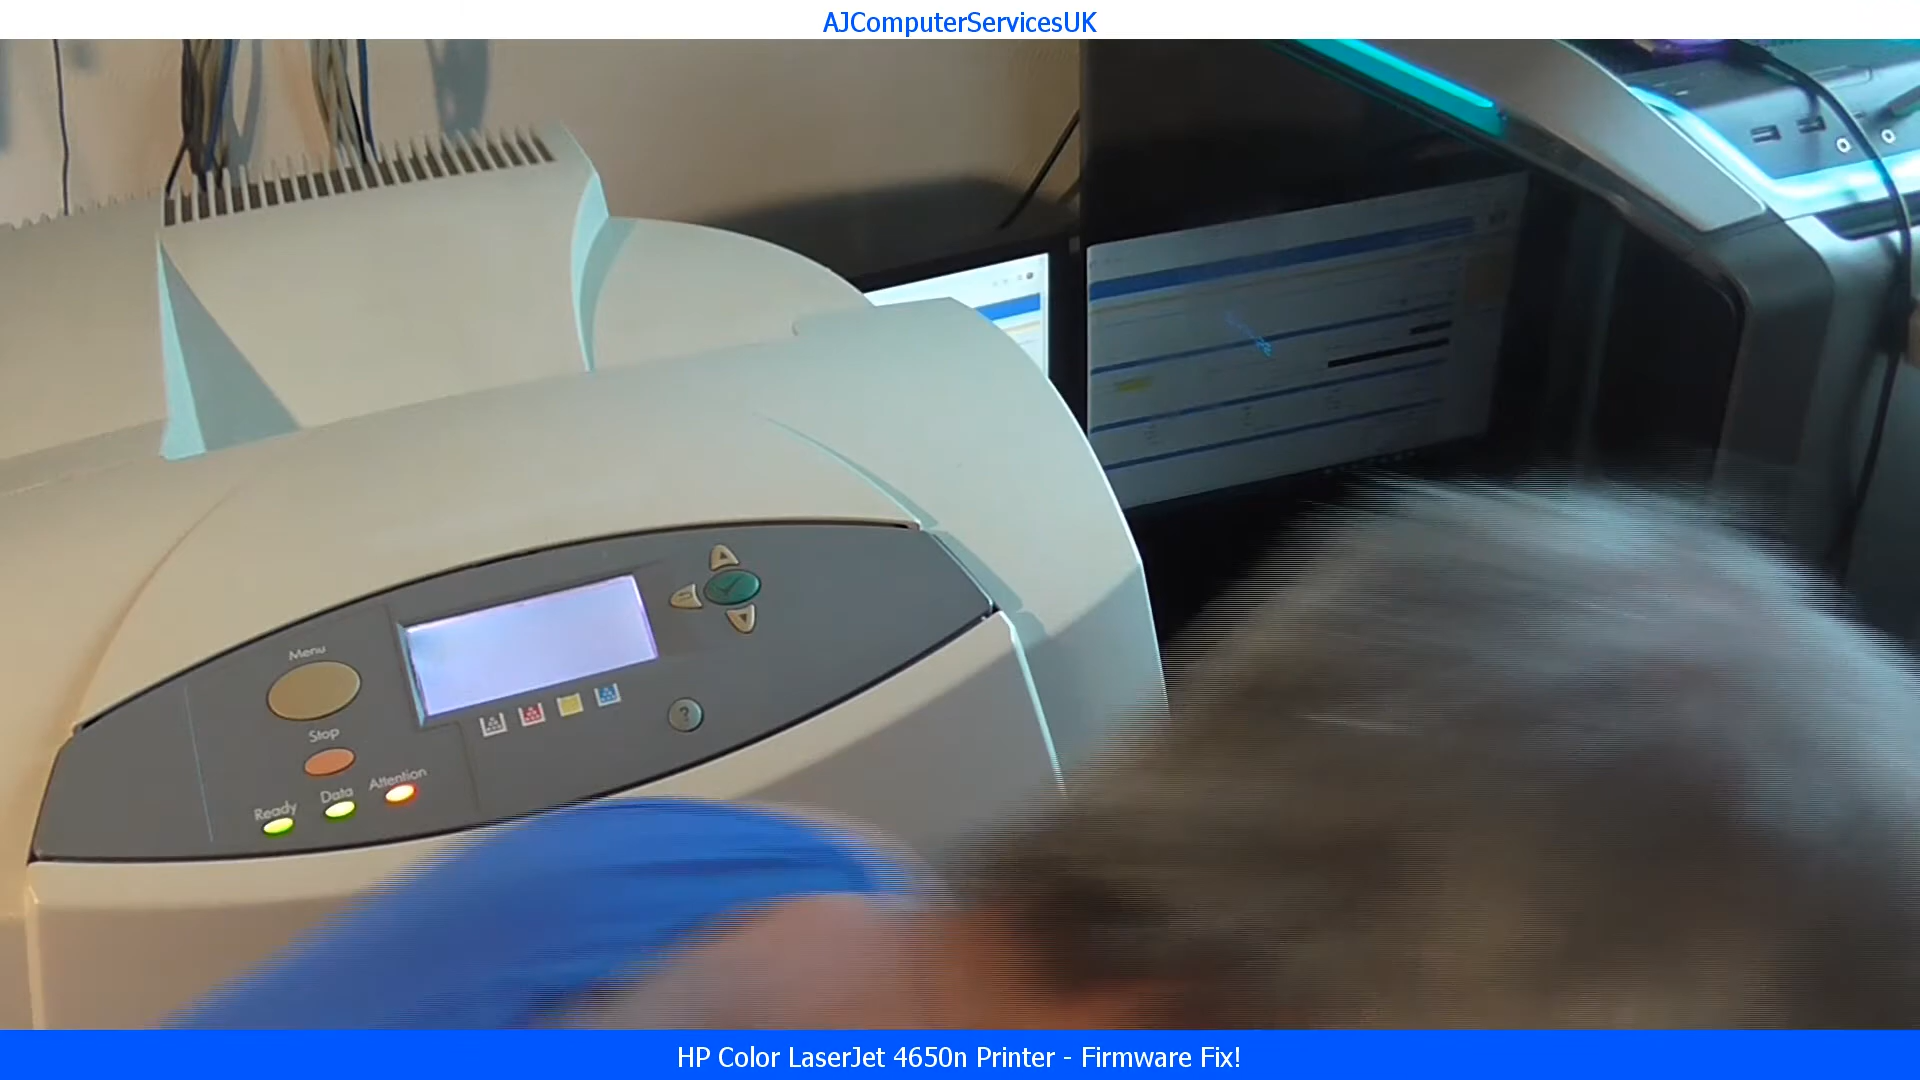 AJComputerServicesUK
Menu
Stop
Attention
Data
Ready
?
HP Color LaserJet 4650n Printer - Firmware Fix!